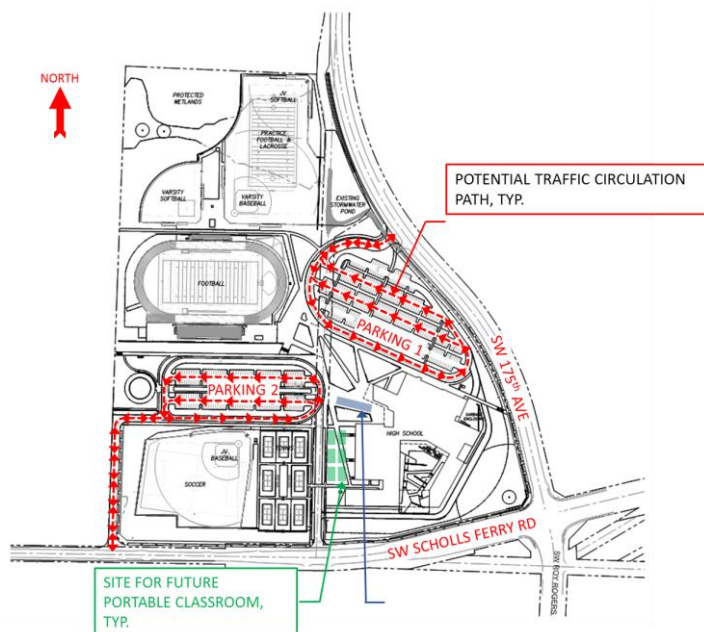 NORTH
PROTECTED
WETLANDS
JV
SOFTBALL
PRACTICE
FOOTBALL &
LACROSSE
VARSITY
SOFTBALL
VARSITY
BASEBALL
EXISTING
STORMWATER
POND
POTENTIAL TRAFFIC CIRCULATION
PATH, TYP.
FOOTBALL
PARKING 1
SW 175th AVE
PARKING 2
HIGH SCHOOL
JV
BASEBALL
TENNIS
SOCCER
SW SCHOLLS FERRY RD
SW ROY ROGERS
SITE FOR FUTURE
PORTABLE CLASSROOM,
TYP.